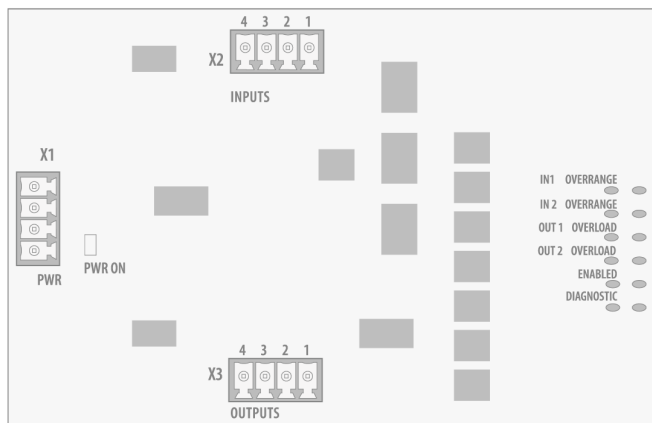 4 3 2 1
X2
INPUTS
X1
PWR
PWR ON
IN1 OVERRANGE
IN 2 OVERRANGE
OUT 1 OVERLOAD
OUT 2 OVERLOAD
ENABLED
DIAGNOSTIC
4 3 2 1
X3
OUTPUTS